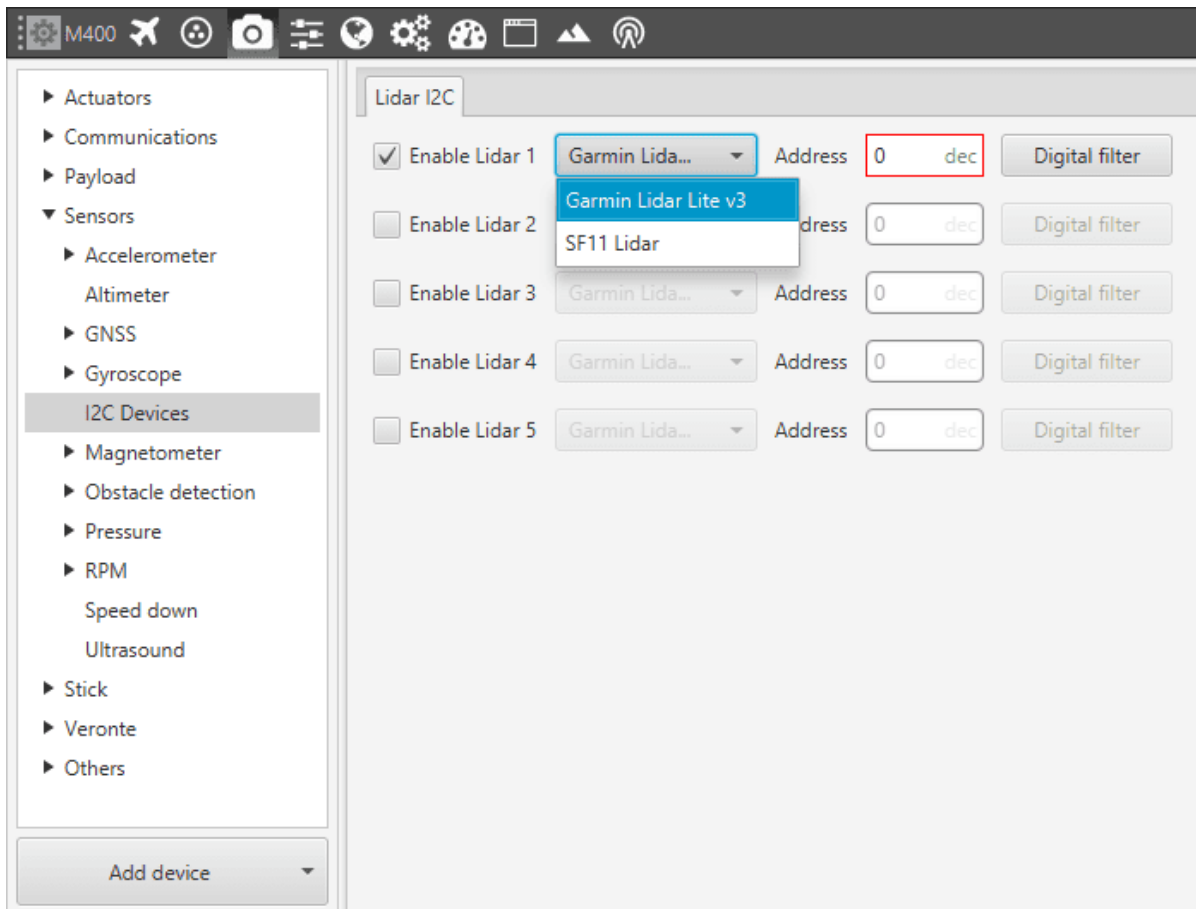 M400
Actuators
Communications
Payload
Sensors
Accelerometer
Altimeter
GNSS
Gyroscope
I2C Devices
Magnetometer
Obstacle detection
Pressure
RPM
Speed down
Ultrasound
Stick
Veronte
Others
Add device
Lidar I2C
Enable Lidar 1 Garmin Lida... Address 0 dec Digital filter
Garmin Lidar Lite v3
SF11 Lidar
Enable Lidar 2 dress 0 dec Digital filter
Enable Lidar 3 Garmin Lida... Address 0 dec Digital filter
Enable Lidar 4 Garmin Lida... Address 0 dec Digital filter
Enable Lidar 5 Garmin Lida... Address 0 dec Digital filter